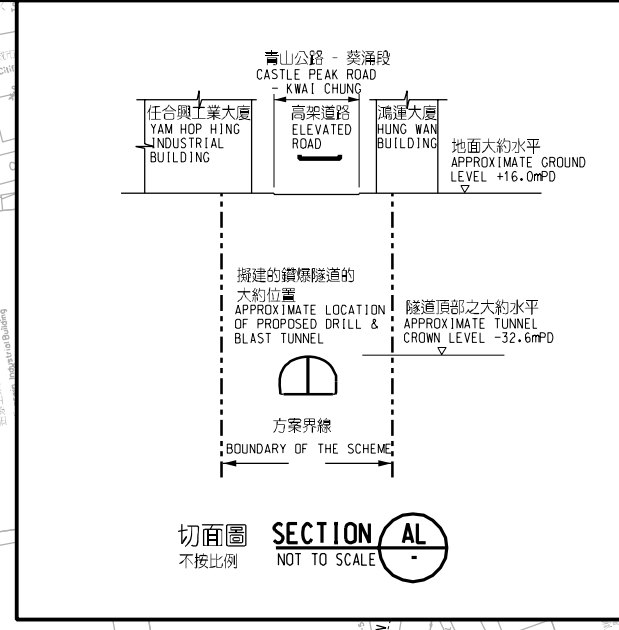 青山公路 - 葵涌段
CASTLE PEAK ROAD
- KWAI CHUNG
任合興工業大廈
YAM HOP HING
INDUSTRIAL
BUILDING
高架道路
ELEVATED
ROAD
鴻運大廈
HUNG WAN
BUILDING
地面大約水平
APPROXIMATE GROUND
LEVEL +16.0mPD
擬建的鑽爆隧道的
大約位置
APPROXIMATE LOCATION
OF PROPOSED DRILL &
BLAST TUNNEL
隧道頂部之大約水平
APPROXIMATE TUNNEL
CROWN LEVEL -32.6mPD
方案界線
BOUNDARY OF THE SCHEME
切面圖
不按比例
SECTION
NOT TO SCALE
AL
-